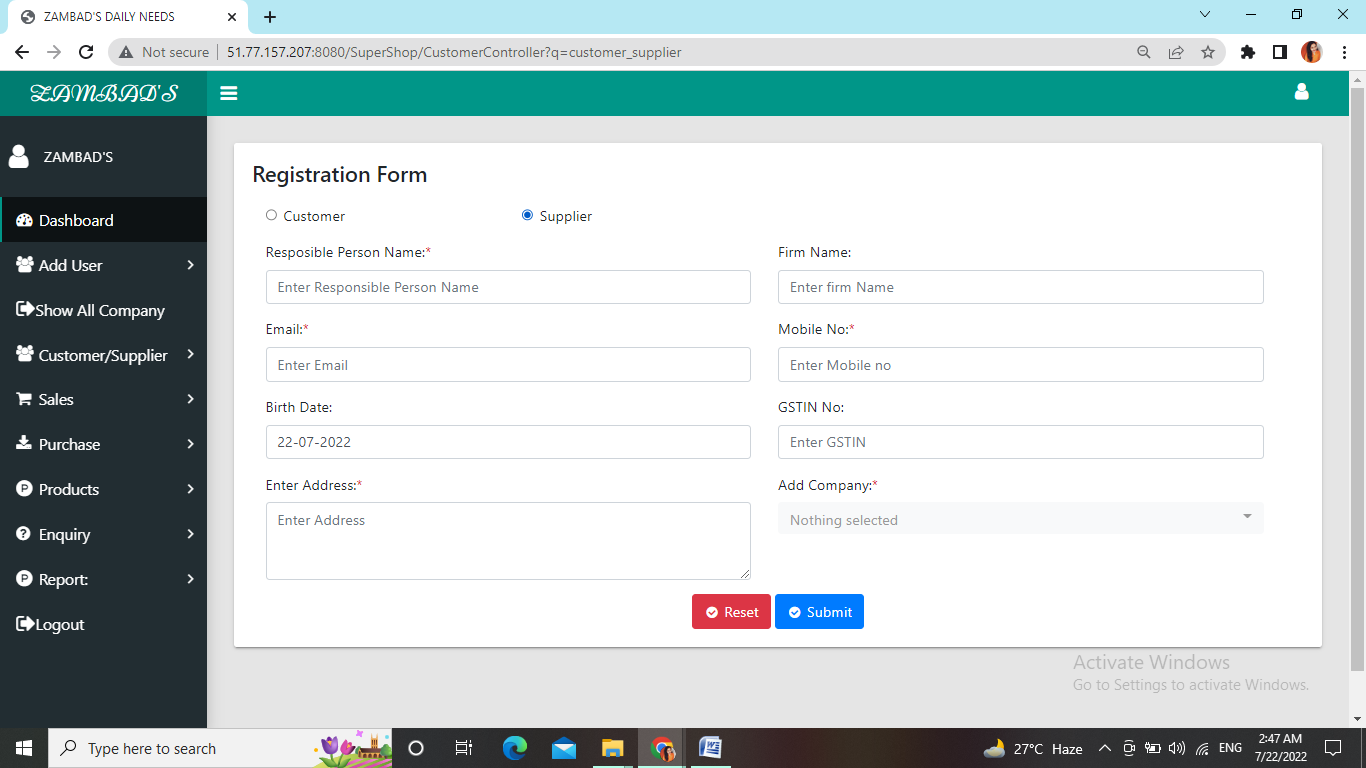 ZAMBAD'S DAILY NEEDS
Not secure 51.77.157.207:8080/SuperShop/CustomerController?q=customer_supplier
ZAMBAD'S
ZAMBAD'S
Dashboard
Add User
Show All Company
Customer/Supplier
Sales
Purchase
Products
Enquiry
Report:
Logout
Registration Form
Customer Supplier
Resposible Person Name:* Firm Name:
Enter Responsible Person Name Enter firm Name
Email:* Mobile No:*
Enter Email Enter Mobile no
Birth Date: GSTIN No:
22-07-2022 Enter GSTIN
Enter Address:* Add Company:*
Enter Address Nothing selected
Reset Submit
Activate Windows
Go to Settings to activate Windows.
Type here to search 27°C Haze ENG 2:47 AM
7/22/2022